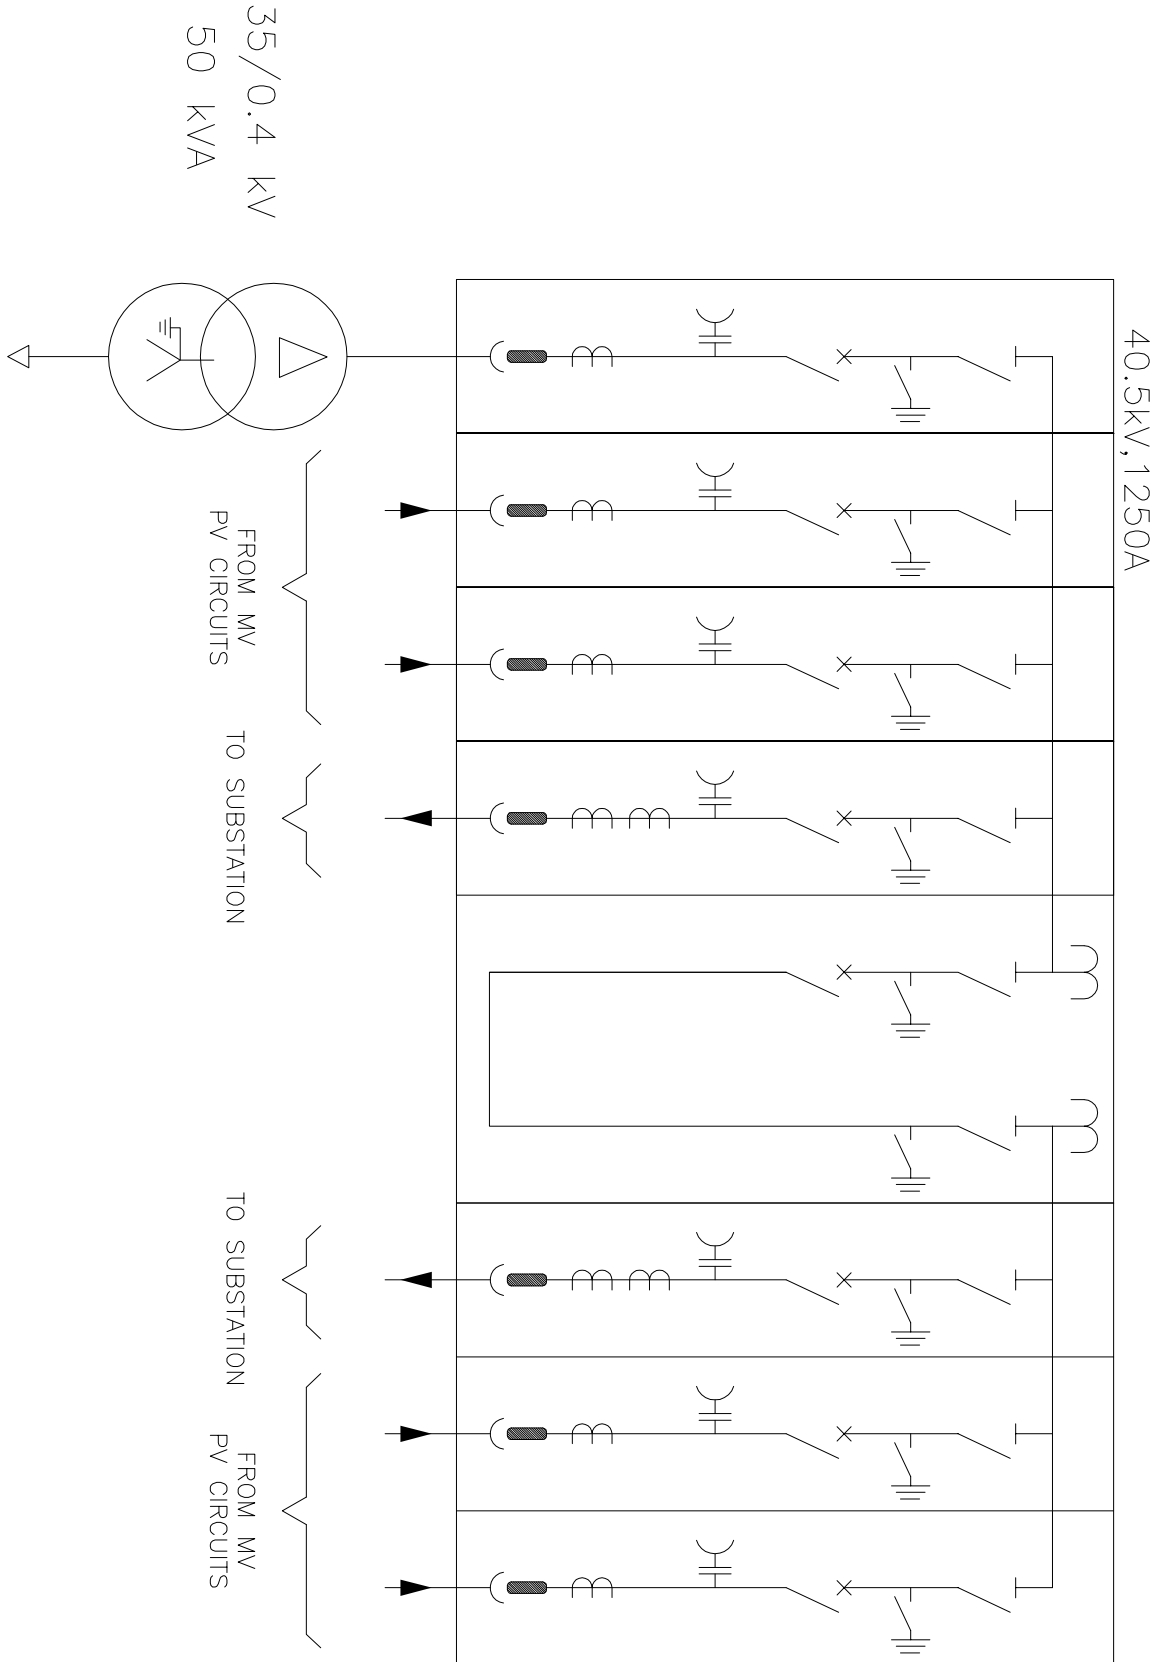 40.5kV,1250A
35/0.4 kV
50 kVA
FROM MV
PV CIRCUITS
TO SUBSTATION
TO SUBSTATION
FROM MV
PV CIRCUITS